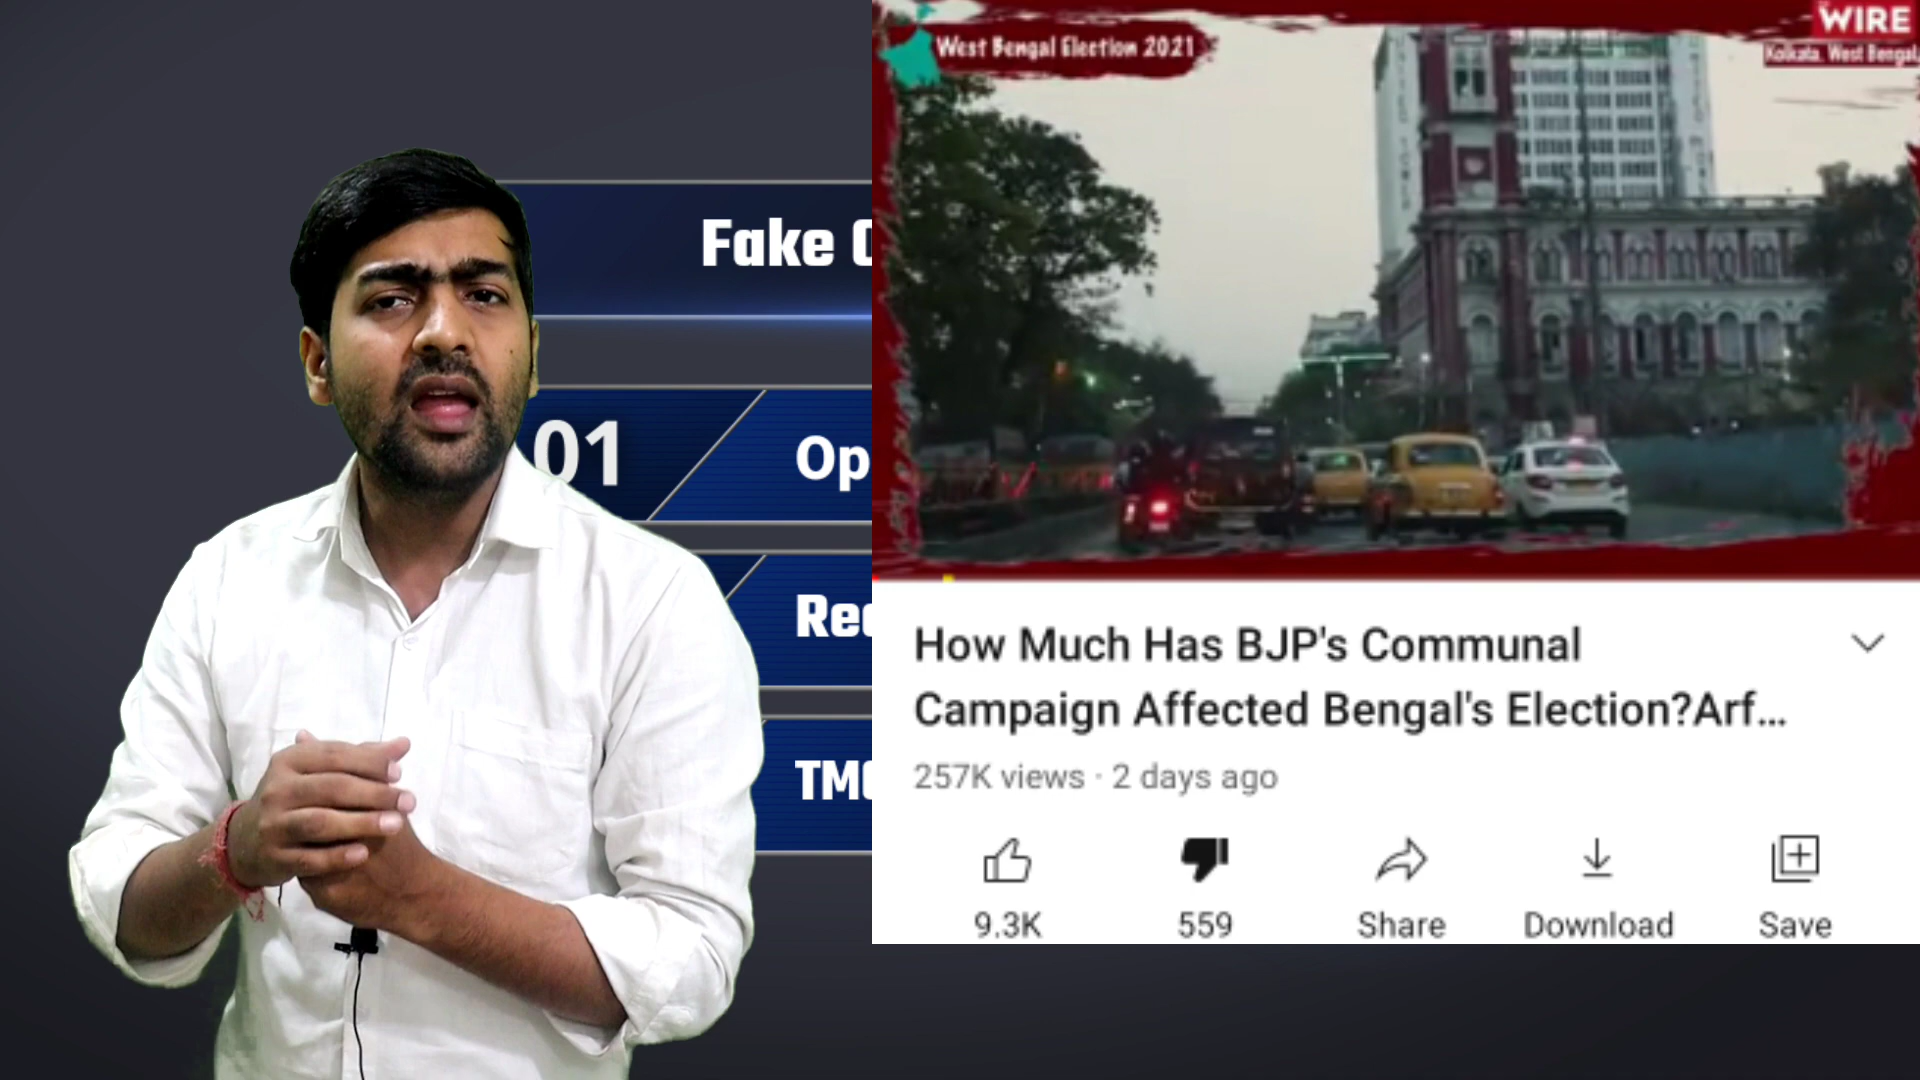 Fake
01
Op
Rec
TM
West Bengal Election 2021
WIRE
Kolkata, West Bengal
How Much Has BJP's Communal
Campaign Affected Bengal's Election?Arf...
257K views · 2 days ago
9.3K
559
Share
Download
Save